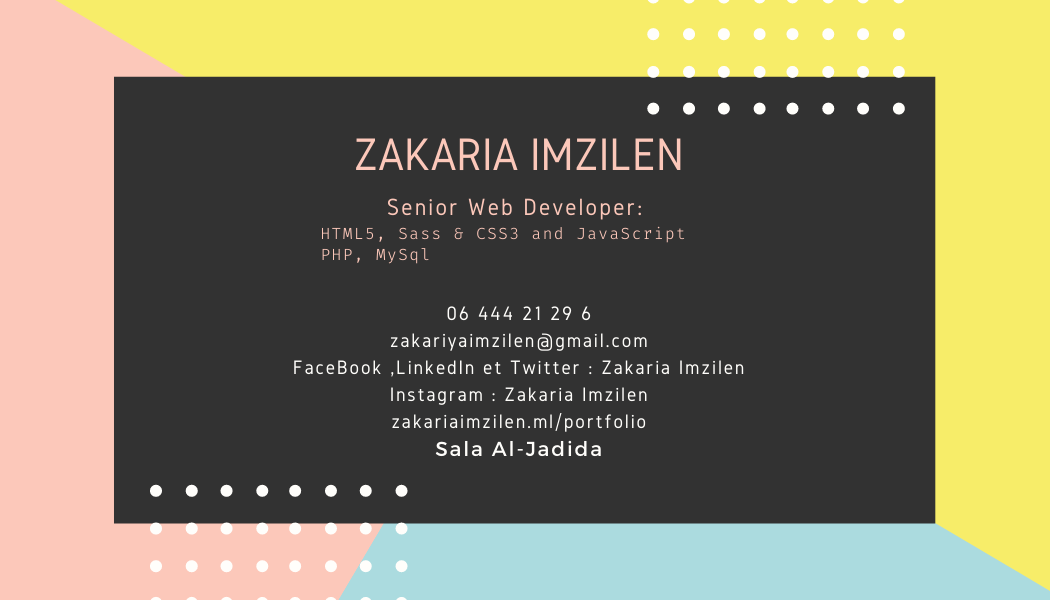 ZAKARIA IMZILEN
Senior Web Developer:
HTML5, Sass & CSS3 and JavaScript
PHP, MySql
06 444 21 29 6
zakariyaimzilen@gmail.com
FaceBook ,LinkedIn et Twitter : Zakaria Imzilen
Instagram : Zakaria Imzilen
zakariaimzilen.ml/portfolio
Sala Al-Jadida